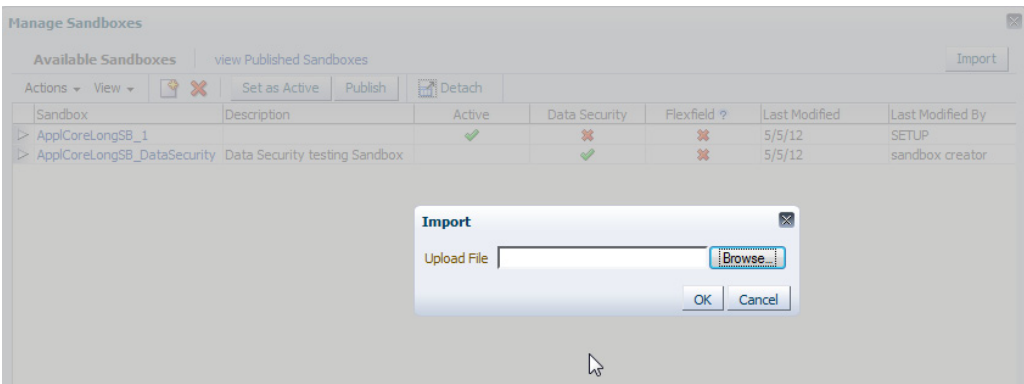 Manage Sandboxes
Available Sandboxes view Published Sandboxes Import
Actions View Set as Active Publish Detach
Sandbox Description Active Data Security Flexfield ? Last Modified Last Modified By
ApplCoreLongSB_1 5/5/12 SETUP
ApplCoreLongSB_DataSecurity Data Security testing Sandbox 5/5/12 sandbox creator
Import
Upload File Browse...
OK Cancel